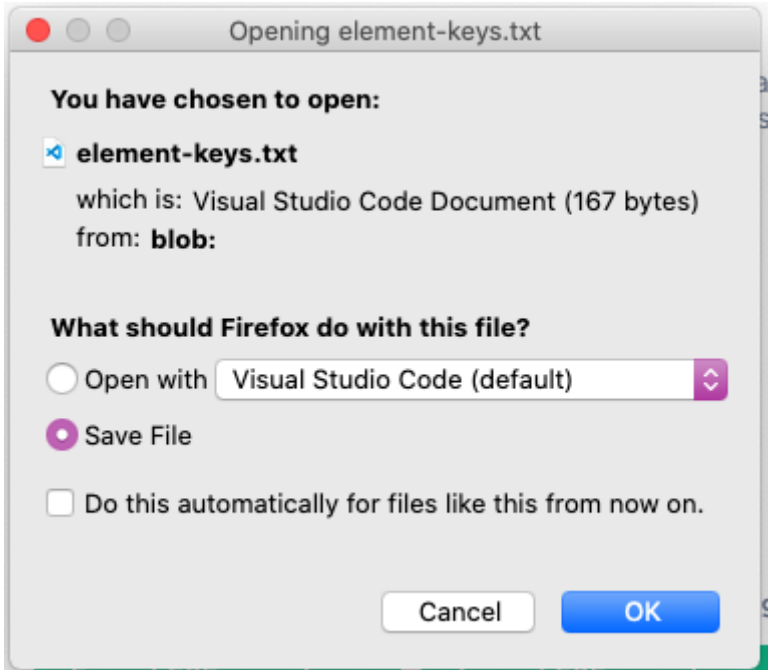 Opening element-keys.txt
You have chosen to open:
element-keys.txt
which is: Visual Studio Code Document (167 bytes)
from: blob:
What should Firefox do with this file?
Open with Visual Studio Code (default)
Save File
Do this automatically for files like this from now on.
Cancel OK